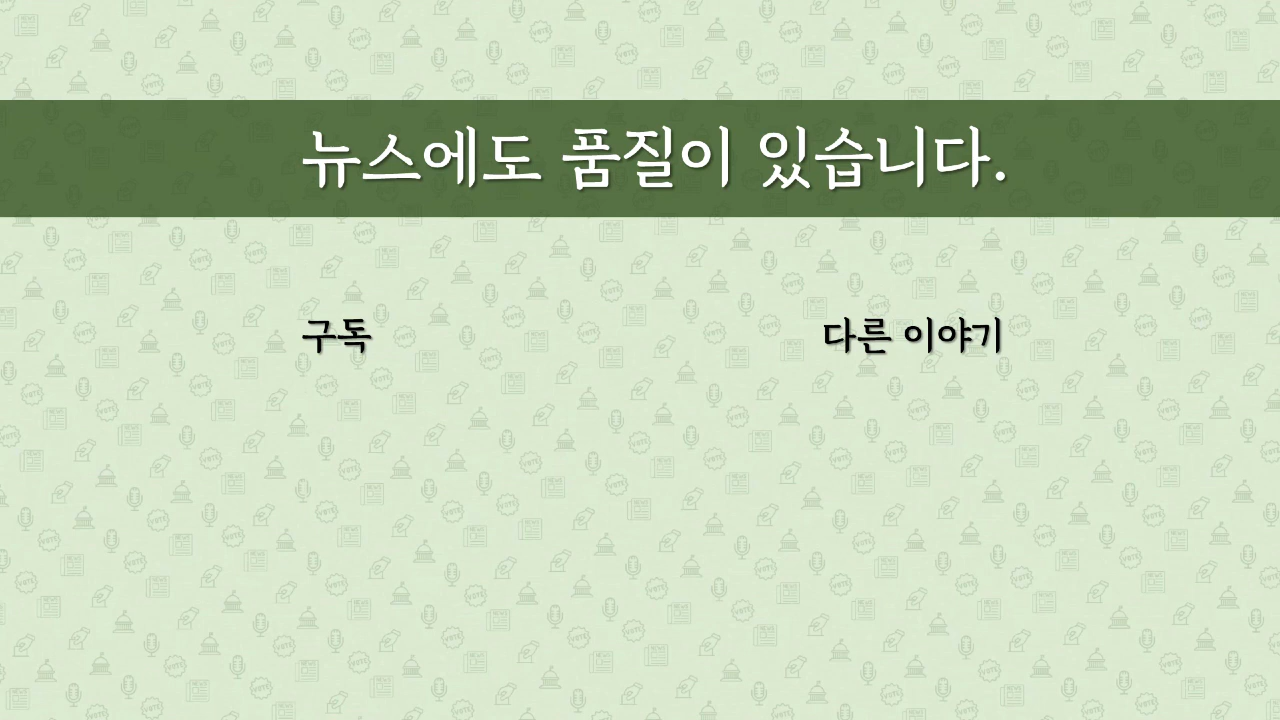 뉴스에도 품질이 있습니다.
구독
다른 이야기